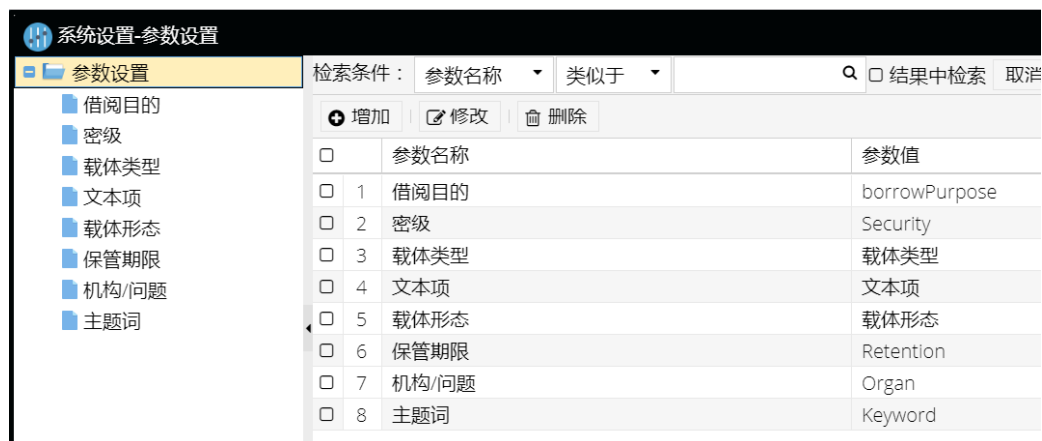 系统设置-参数设置
参数设置
借阅目的
密级
载体类型
文本项
载体形态
保管期限
机构/问题
主题词
检索条件： 参数名称 类似于 结果中检索 取消
增加 修改 删除
参数名称 参数值
1 借阅目的 borrowPurpose
2 密级 Security
3 载体类型 载体类型
4 文本项 文本项
5 载体形态 载体形态
6 保管期限 Retention
7 机构/问题 Organ
8 主题词 Keyword